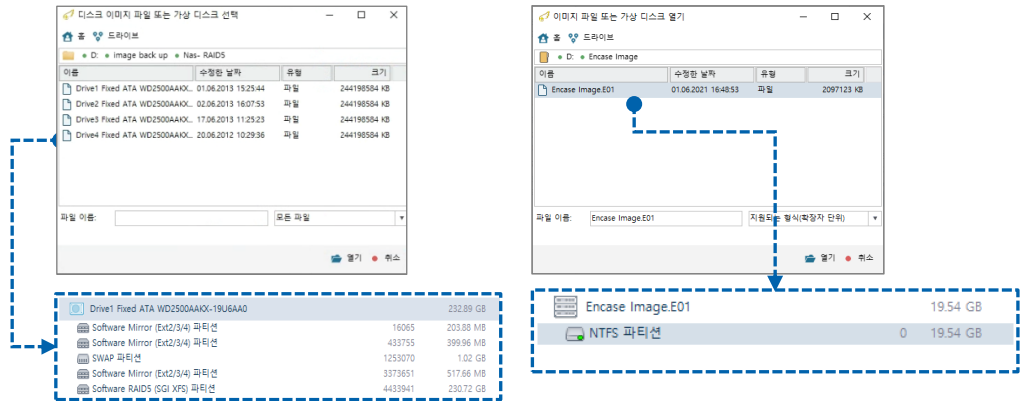 디스크 이미지 파일 또는 가상 디스크 선택
홈 드라이브
D: image back up Nas- RAID5
이름 수정한 날짜 유형 크기
Drive1 Fixed ATA WD2500AAKX... 01.06.2013 15:25:44 파일 244198584 KB
Drive2 Fixed ATA WD2500AAKX... 02.06.2013 16:07:53 파일 244198584 KB
Drive3 Fixed ATA WD2500AAKX... 17.06.2013 11:25:23 파일 244198584 KB
Drive4 Fixed ATA WD2500AAKX... 20.06.2012 10:29:36 파일 244198584 KB
파일 이름: 모든 파일
열기 취소
Drive1 Fixed ATA WD2500AAKX-19U6AA0 232.89 GB
Software Mirror (Ext2/3/4) 파티션 16065 203.88 MB
Software Mirror (Ext2/3/4) 파티션 433755 399.96 MB
SWAP 파티션 1253070 1.02 GB
Software Mirror (Ext2/3/4) 파티션 3373651 517.66 MB
Software RAID5 (SGI XFS) 파티션 4433941 230.72 GB
이미지 파일 또는 가상 디스크 열기
홈 드라이브
D: Encase Image
이름 수정한 날짜 유형 크기
Encase Image.E01 01.06.2021 16:48:53 파일 2097123 KB
파일 이름: Encase Image.E01 지원되는 형식(확장자 단위)
열기 취소
Encase Image.E01 19.54 GB
NTFS 파티션 0 19.54 GB